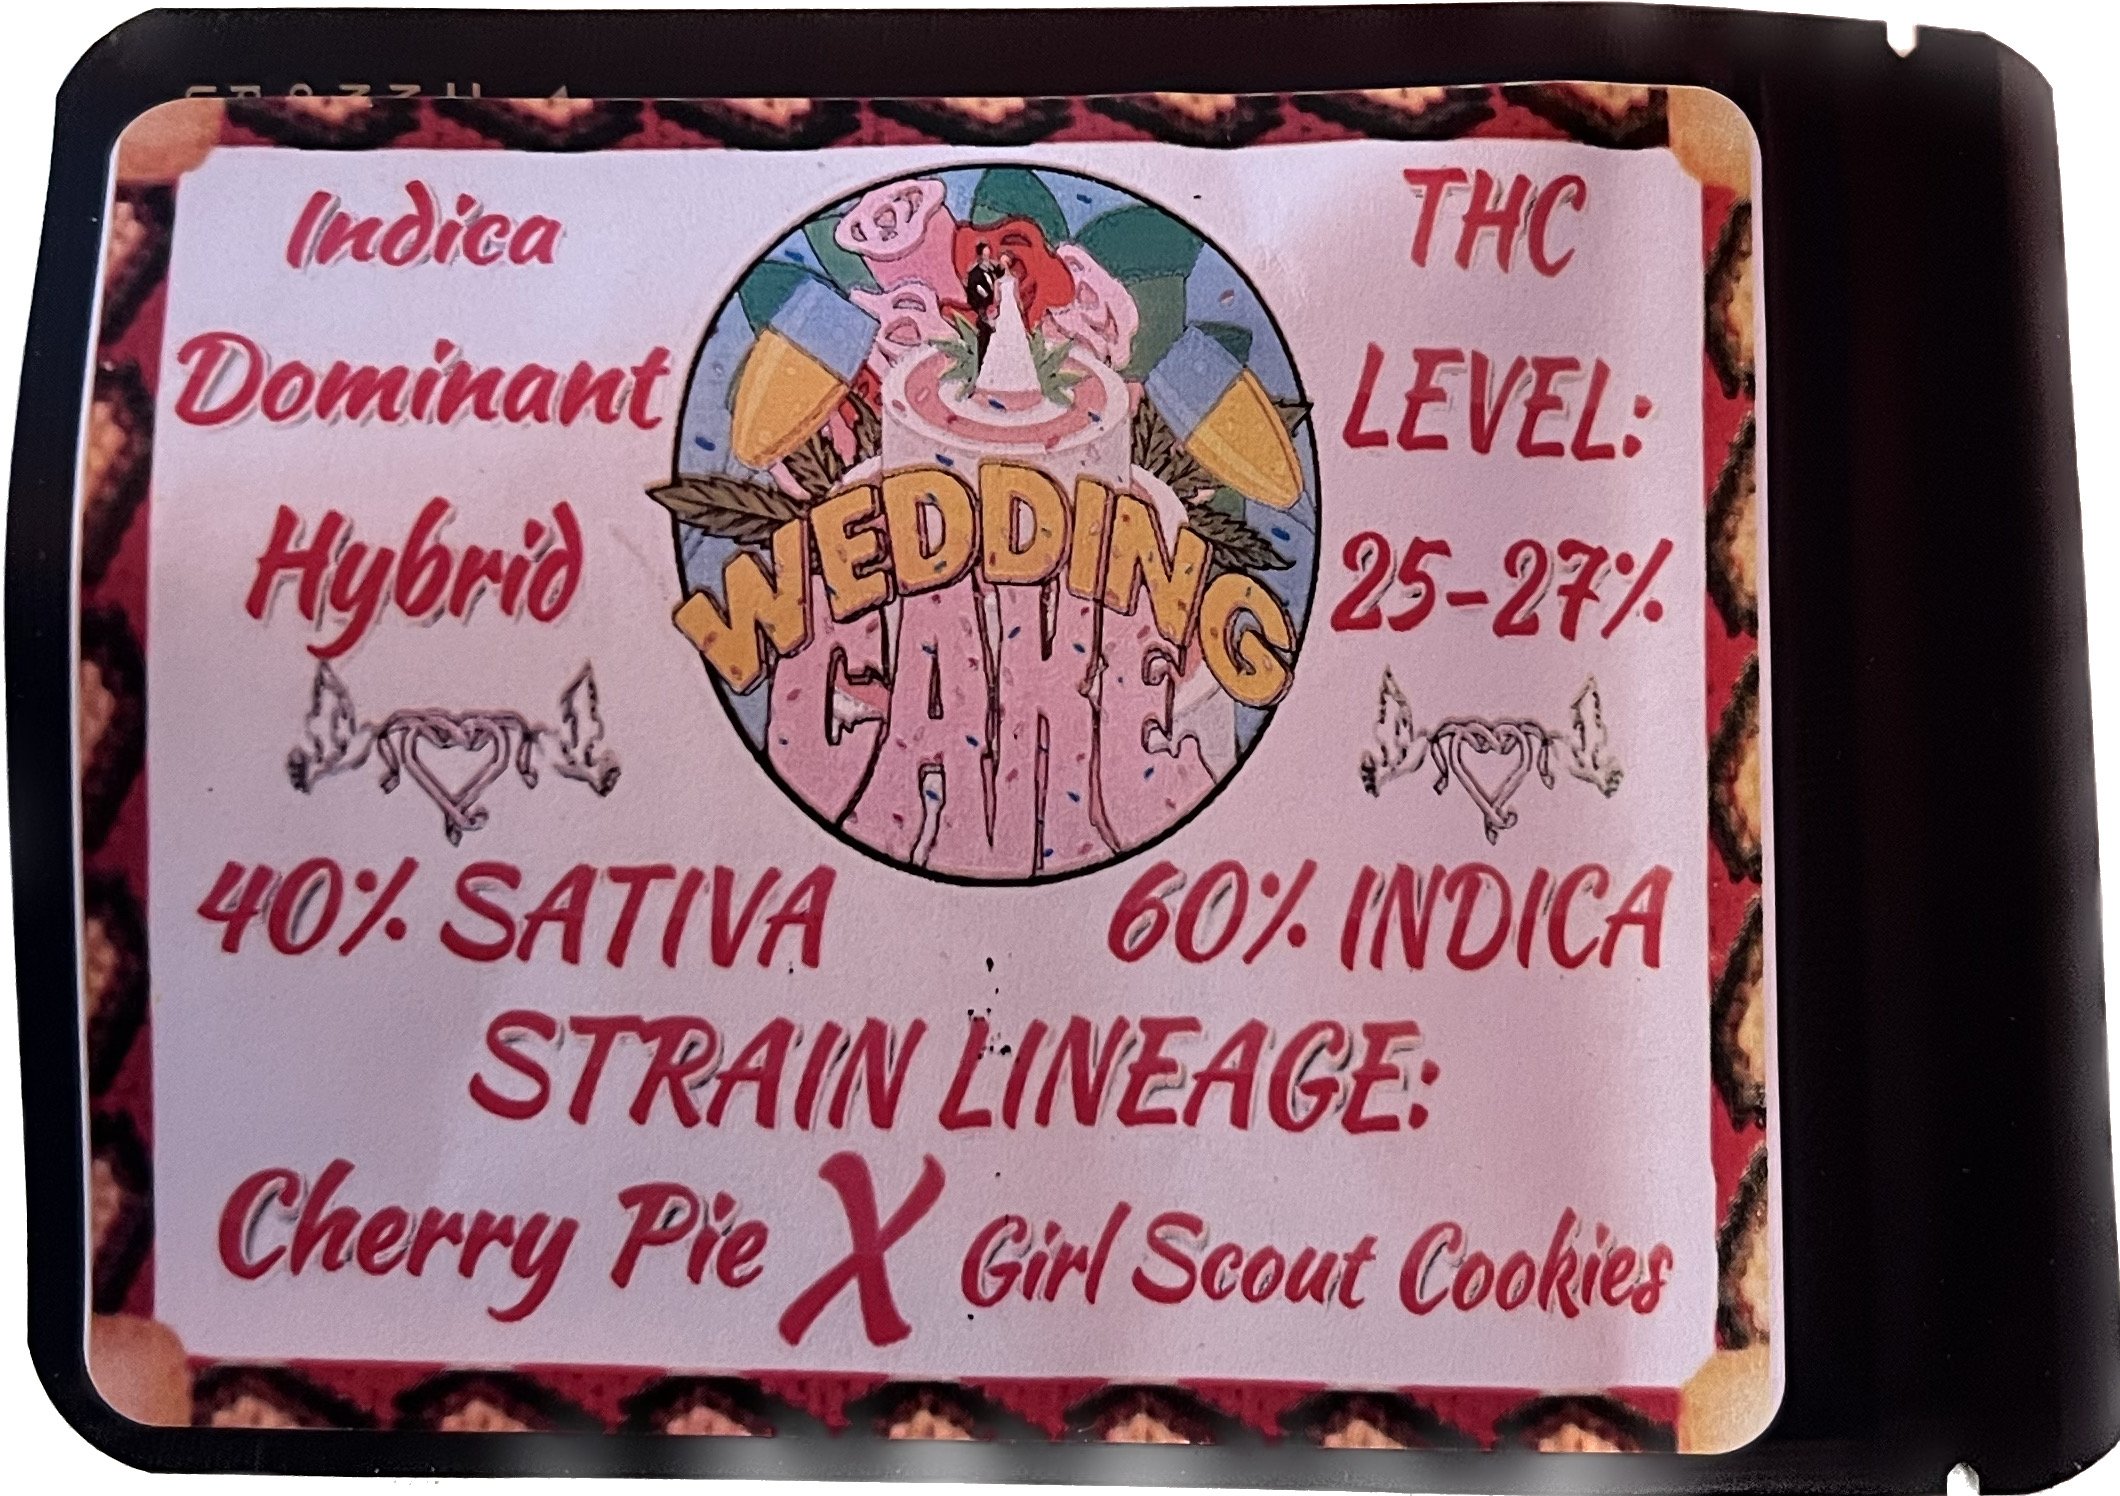 Indica
Dominant
Hybrid
WEDDING
CAKE
THC
LEVEL:
25-27%
40% SATIVA
60% INDICA
STRAIN LINEAGE:
Cherry Pie X Girl Scout Cookies